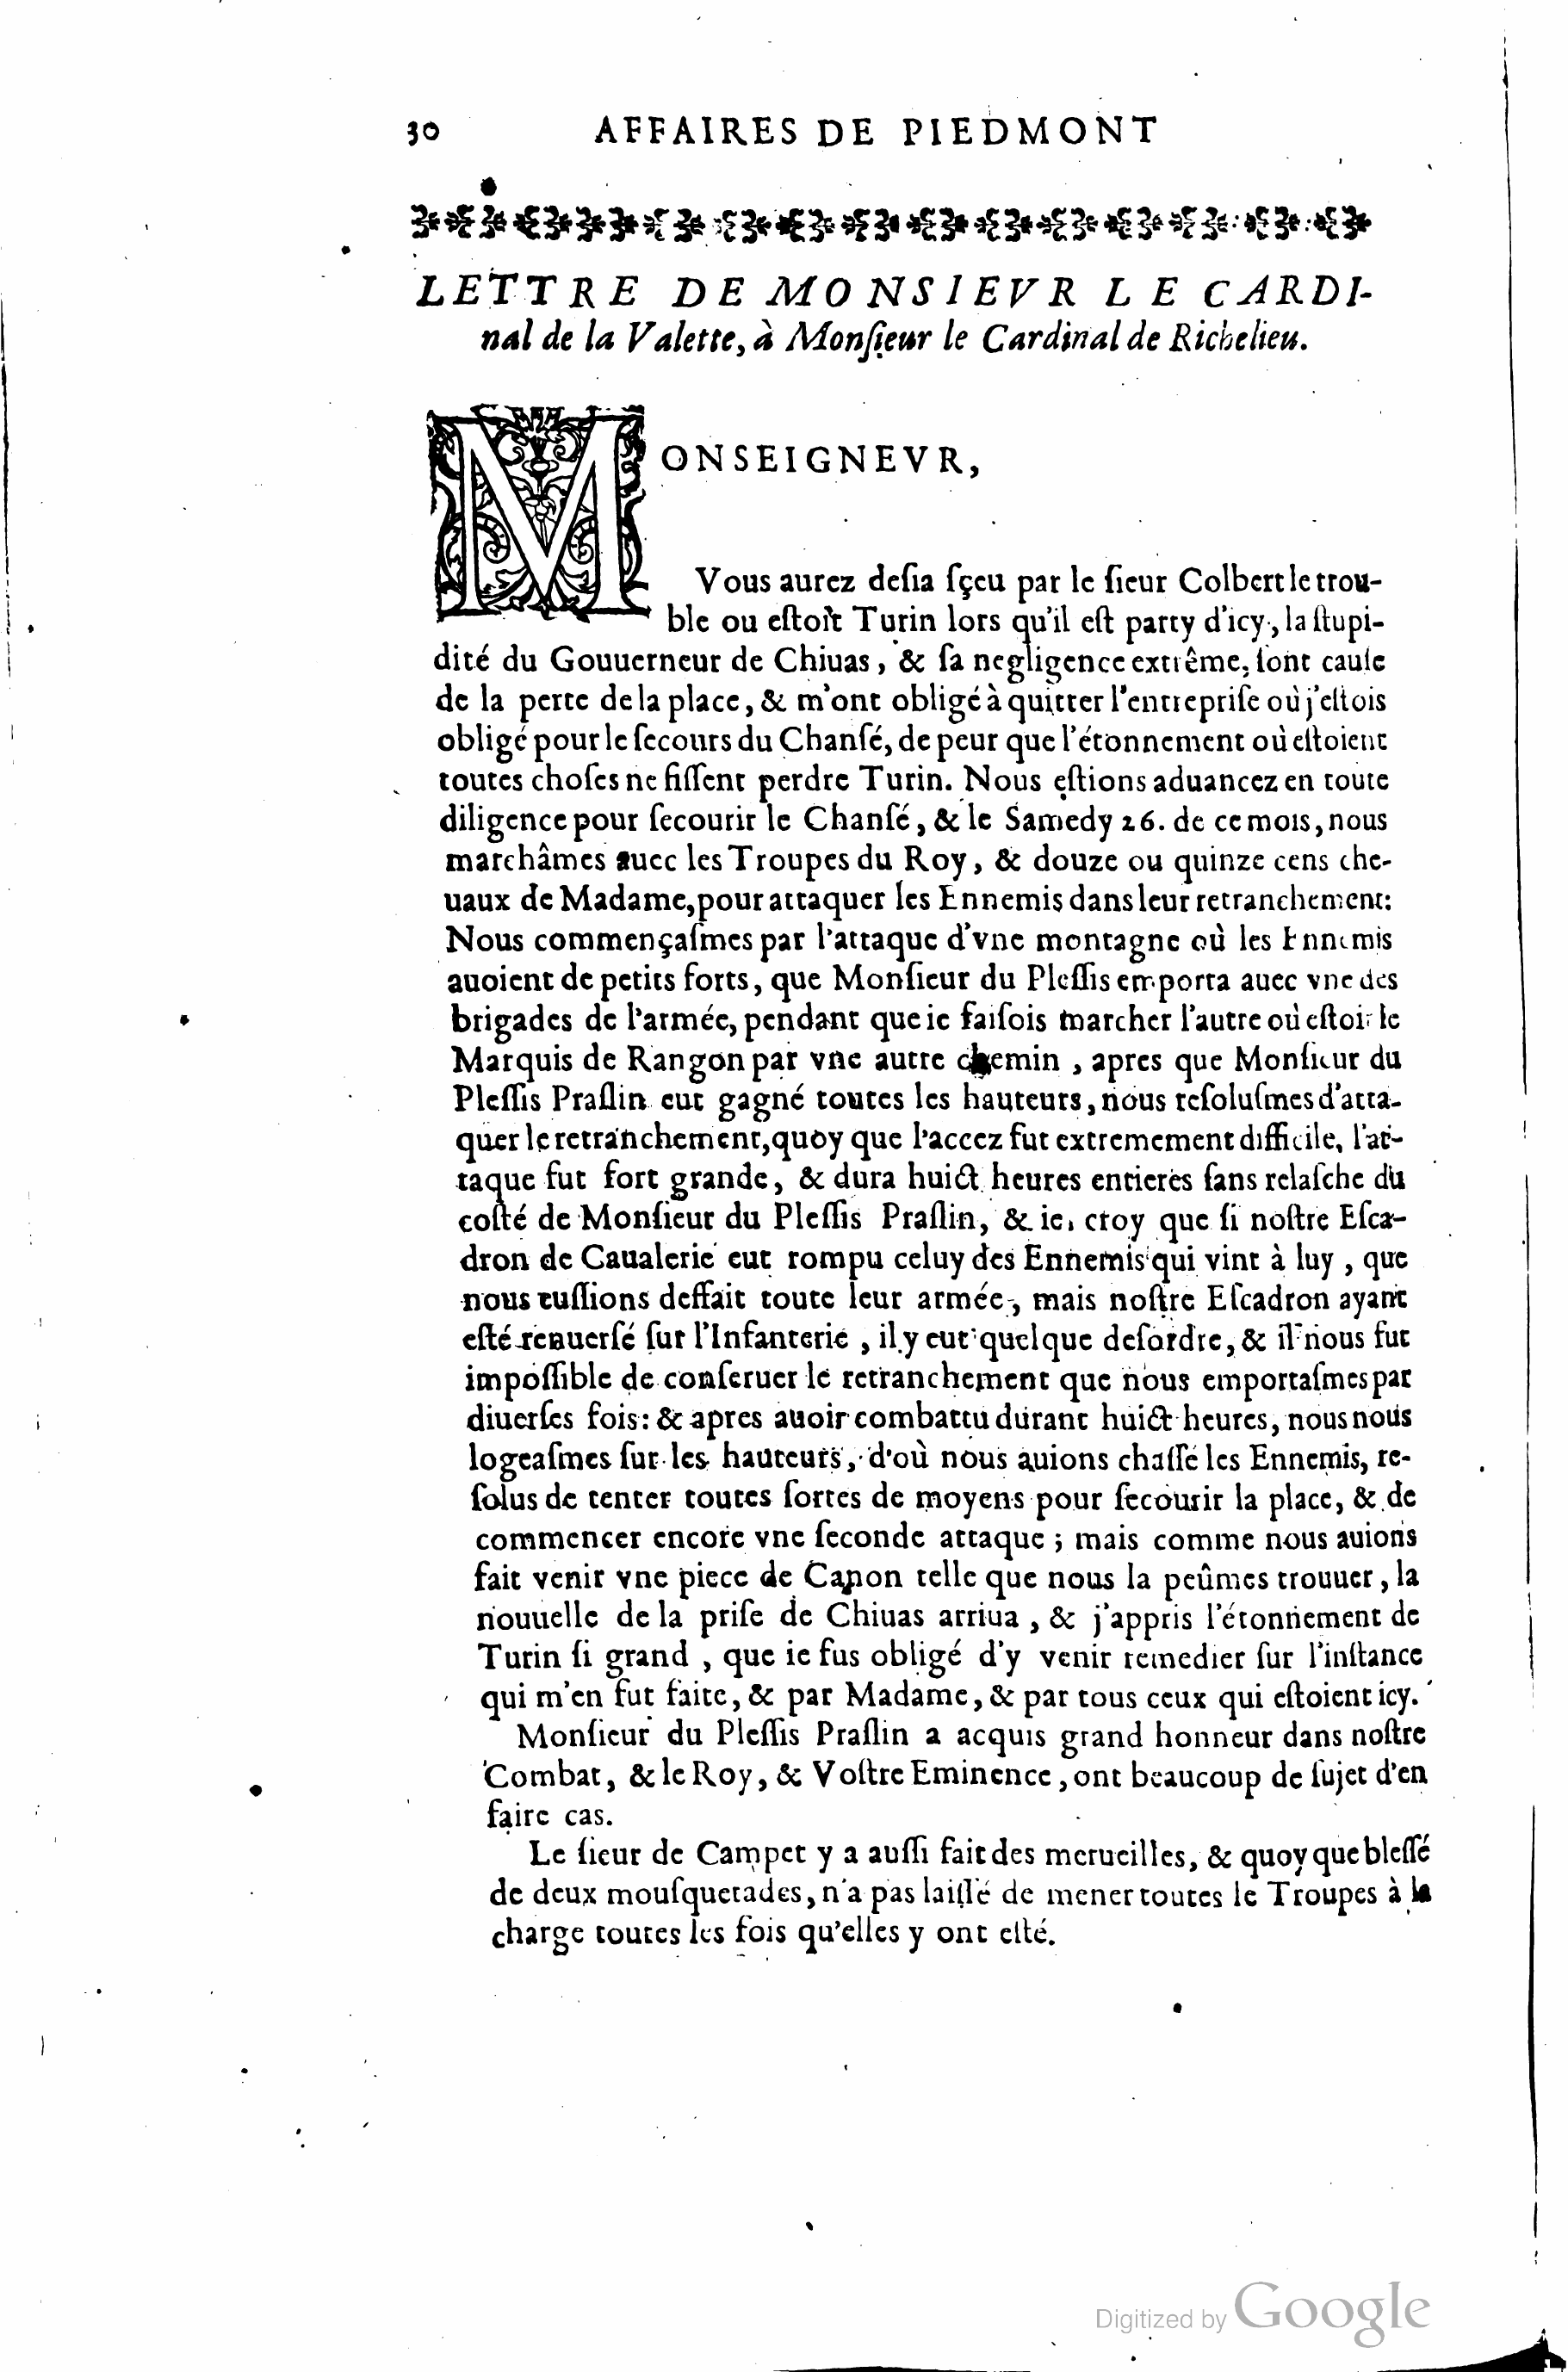 30 AFFAIRES DE PIEDMONT
LETTRE DE MONSIEVR LE CARDI-
nal de la Valette, à Monſieur le Cardinal de Richelieu.
MONSEIGNEVR,
Vous aurez deſia ſçeu par le ſieur Colbert le trou-
ble ou eſtoit Turin lors qu'il eſt party d'icy, la ſtupi-
dité du Gouuerneur de Chiuas, & ſa negligence extrême, ſont cauſe
de la perte de la place, & m'ont obligé à quitter l'entrepriſe où j'eſtois
obligé pour le ſecours du Chanſé, de peur que l'étonnement où eſtoient
toutes choſes ne fiſſent perdre Turin. Nous eſtions aduancez en toute
diligence pour ſecourir le Chanſé, & le Samedy 26. de ce mois, nous
marchâmes auec les Troupes du Roy, & douze ou quinze cens che-
uaux de Madame, pour attaquer les Ennemis dans leur retranchement:
Nous commençaſmes par l'attaque d'vne montagne où les Ennemis
auoient de petits forts, que Monſieur du Pleſſis emporta auec vne des
brigades de l'armée, pendant que ie faiſois marcher l'autre où eſtoit le
Marquis de Rangon par vne autre chemin, apres que Monſieur du
Pleſſis Praſlin eut gagné toutes les hauteurs, nous reſoluſmes d'atta-
quer le retranchement, quoy que l'accez fut extremement difficile, l'at-
taque fut fort grande, & dura huict heures entieres ſans relaſche du
coſté de Monſieur du Pleſſis Praſlin, & ie croy que ſi noſtre Eſca-
dron de Caualerie eut rompu celuy des Ennemis qui vint à luy, que
nous euſſions deffait toute leur armée, mais noſtre Eſcadron ayant
eſté renuerſé ſur l'Infanterie, il y eut quelque deſordre, & il nous fut
impoſſible de conſeruer le retranchement que nous emportaſmes par
diuerſes fois: & apres auoir combattu durant huict heures, nous nous
logeaſmes ſur les hauteurs, d'où nous auions chaſſé les Ennemis, re-
ſolus de tenter toutes ſortes de moyens pour ſecourir la place, & de
commencer encore vne ſeconde attaque; mais comme nous auions
fait venir vne piece de Canon telle que nous la peûmes trouuer, la
nouuelle de la priſe de Chiuas arriua, & j'appris l'étonnement de
Turin ſi grand, que ie fus obligé d'y venir remedier ſur l'inſtance
qui m'en fut faite, & par Madame, & par tous ceux qui eſtoient icy.
Monſieur du Pleſſis Praſlin a acquis grand honneur dans noſtre
Combat, & le Roy, & Voſtre Eminence, ont beaucoup de ſujet d'en
faire cas.
Le ſieur de Campet y a auſſi fait des merueilles, & quoy que bleſſé
de deux mouſquetades, n'a pas laiſſé de mener toutes le Troupes à la
charge toutes les fois qu'elles y ont eſté.
Digitized by Google